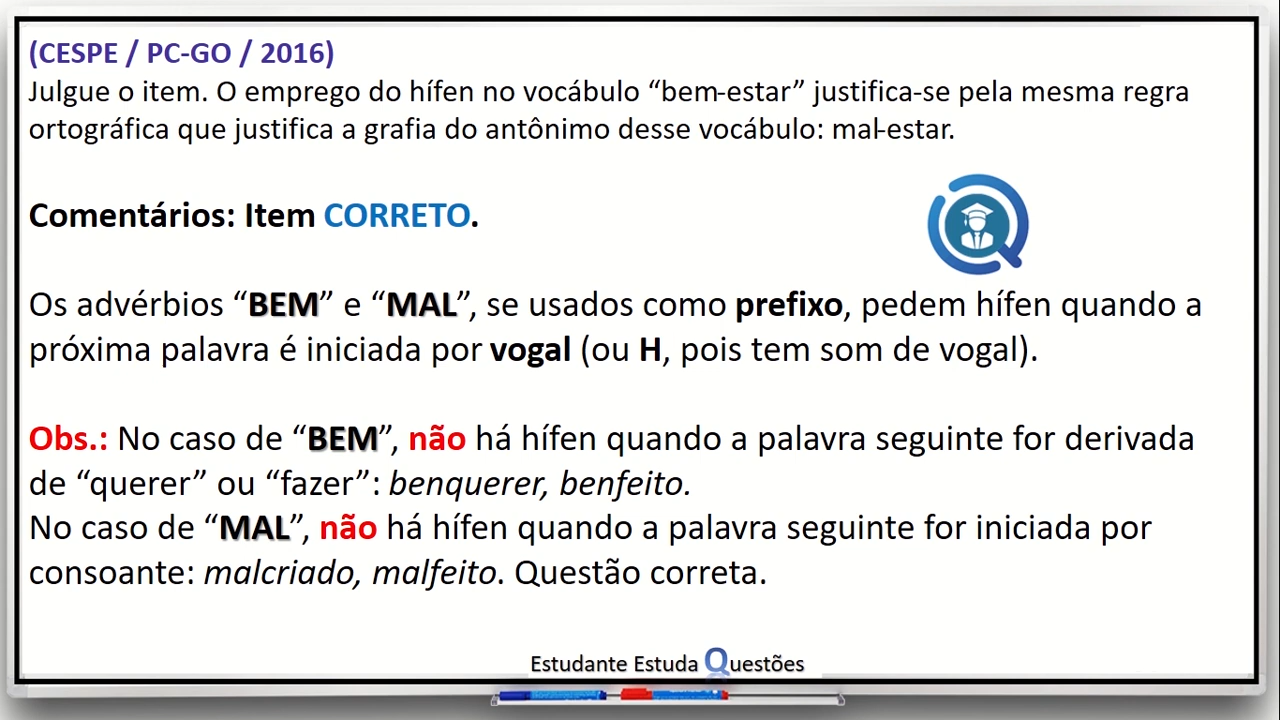 (CESPE / PC-GO / 2016)
Julgue o item. O emprego do hífen no vocábulo “bem-estar” justifica-se pela mesma regra
ortográfica que justifica a grafia do antônimo desse vocábulo: mal-estar.
Comentários: Item CORRETO.
Os advérbios “BEM” e “MAL”, se usados como prefixo, pedem hífen quando a
próxima palavra é iniciada por vogal (ou H, pois tem som de vogal).
Obs.: No caso de “BEM”, não há hífen quando a palavra seguinte for derivada
de “querer” ou “fazer”: benquerer, benfeito.
No caso de “MAL”, não há hífen quando a palavra seguinte for iniciada por
consoante: malcriado, malfeito. Questão correta.
Estudante Estuda Questões